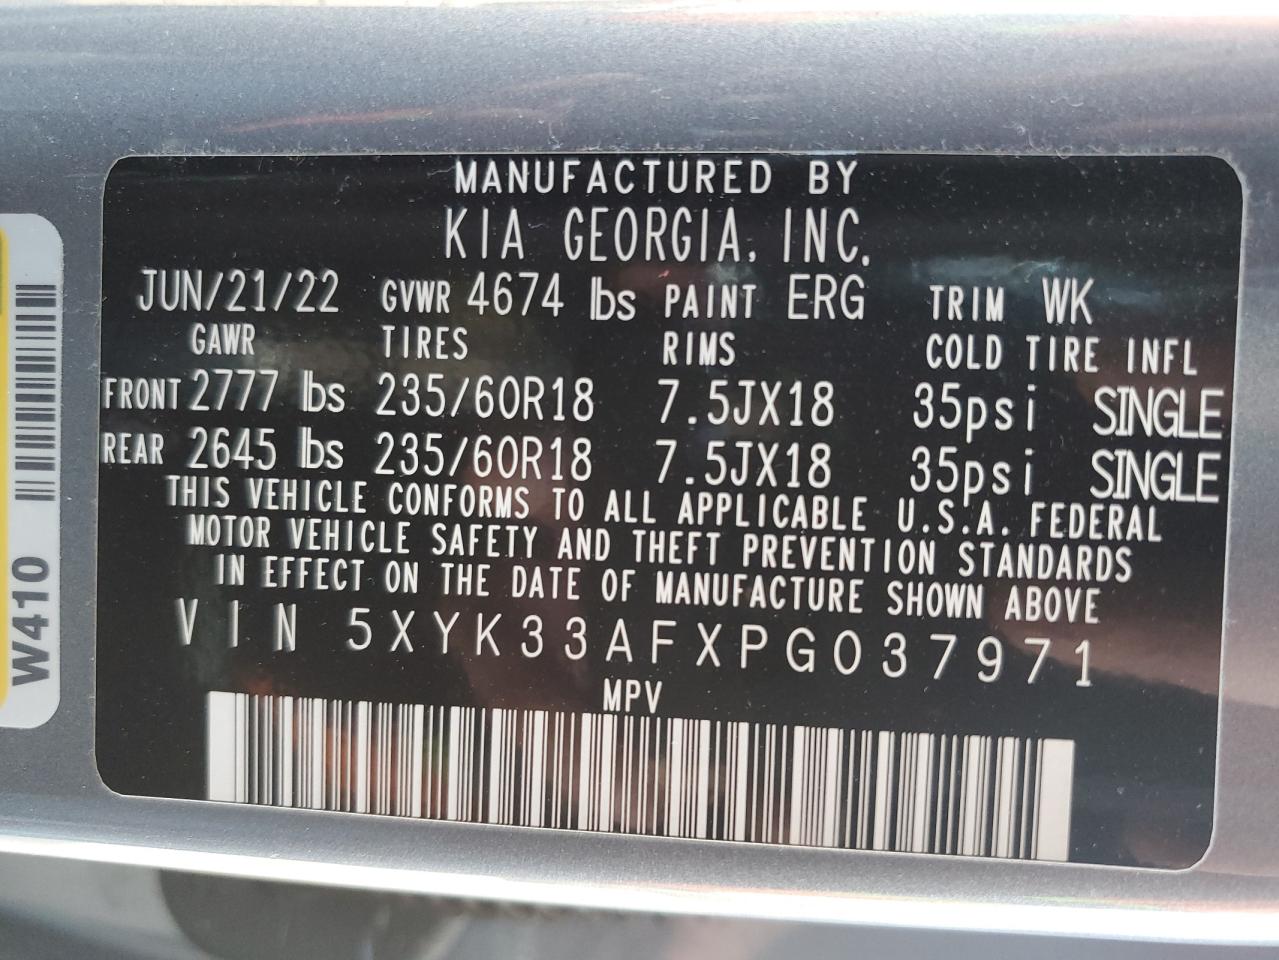 MANUFACTURED BY
KIA GEORGIA, INC.
JUN/21/22 GVWR 4674 lbs PAINT ERG TRIM WK
GAWR TIRES RIMS COLD TIRE INFL
FRONT 2777 lbs 235/60R18 7.5JX18 35psi SINGLE
REAR 2645 lbs 235/60R18 7.5JX18 35psi SINGLE
THIS VEHICLE CONFORMS TO ALL APPLICABLE U.S.A. FEDERAL
MOTOR VEHICLE SAFETY AND THEFT PREVENTION STANDARDS
IN EFFECT ON THE DATE OF MANUFACTURE SHOWN ABOVE
VIN 5XYK33AFXPG037971
MPV
W410